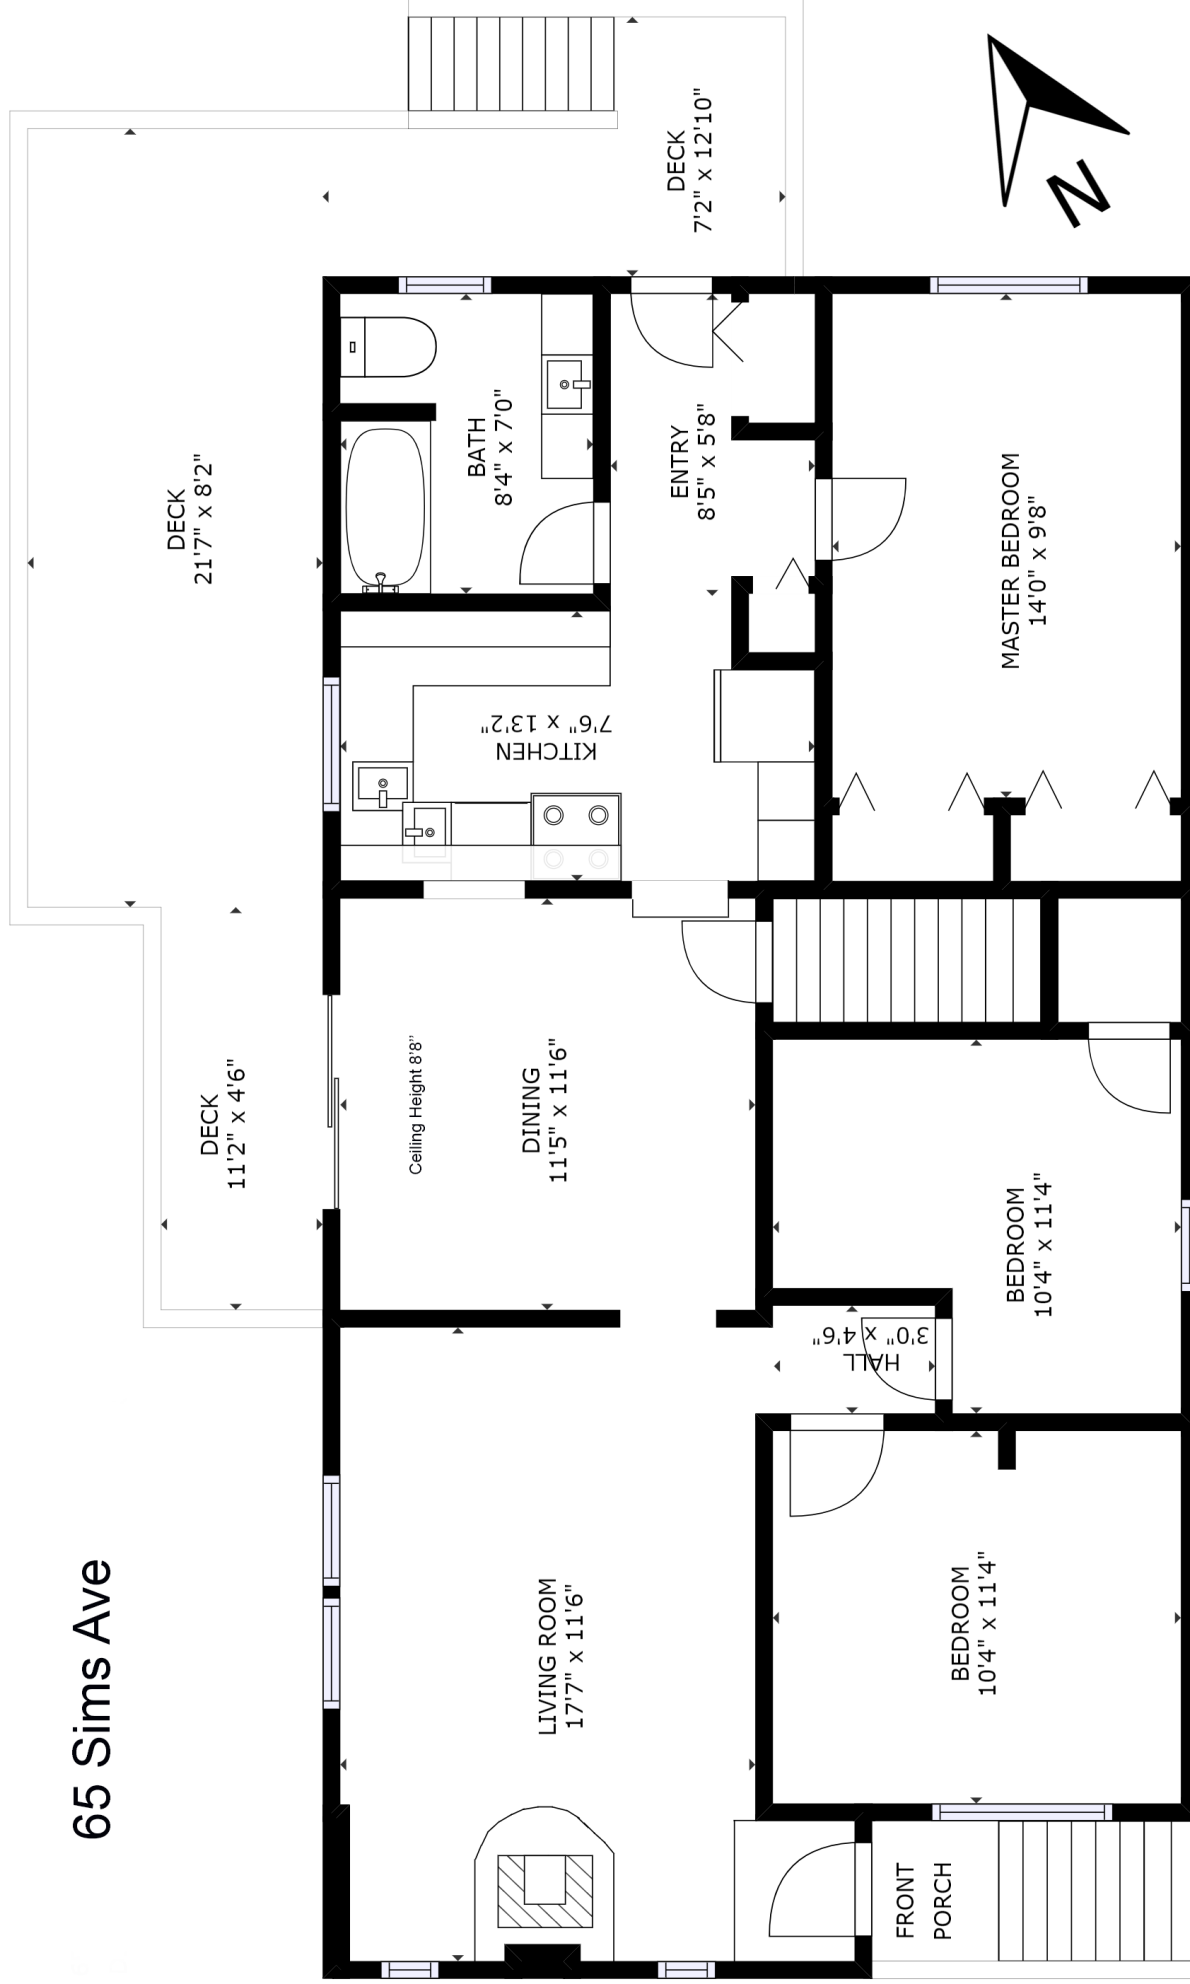 65 Sims Ave
DECK
21'7" x 8'2"
DECK
11'2" x 4'6"
DECK
7'2" x 12'10"
N
BATH
8'4" x 7'0"
ENTRY
8'5" x 5'8"
MASTER BEDROOM
14'0" x 9'8"
KITCHEN
7'6" x 13'2"
Ceiling Height 8'8"
DINING
11'5" x 11'6"
BEDROOM
10'4" x 11'4"
HALL
3'0" x 4'6"
LIVING ROOM
17'7" x 11'6"
BEDROOM
10'4" x 11'4"
FRONT
PORCH